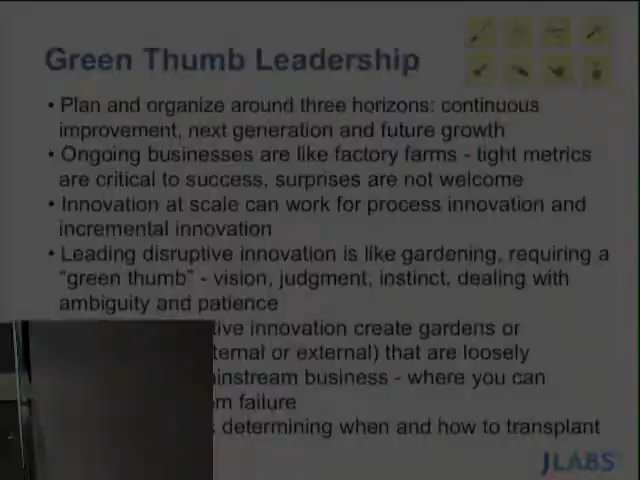 Green Thumb Leadership
• Plan and organize around three horizons: continuous
improvement, next generation and future growth
• Ongoing businesses are like factory farms - tight metrics
are critical to success, surprises are not welcome
• Innovation at scale can work for process innovation and
incremental innovation
• Leading disruptive innovation is like gardening, requiring a
“green thumb” - vision, judgment, instinct, dealing with
ambiguity and patience
innovation create gardens or
or external) that are loosely
business - where you can
failure
determining when and how to transplant
JLABS